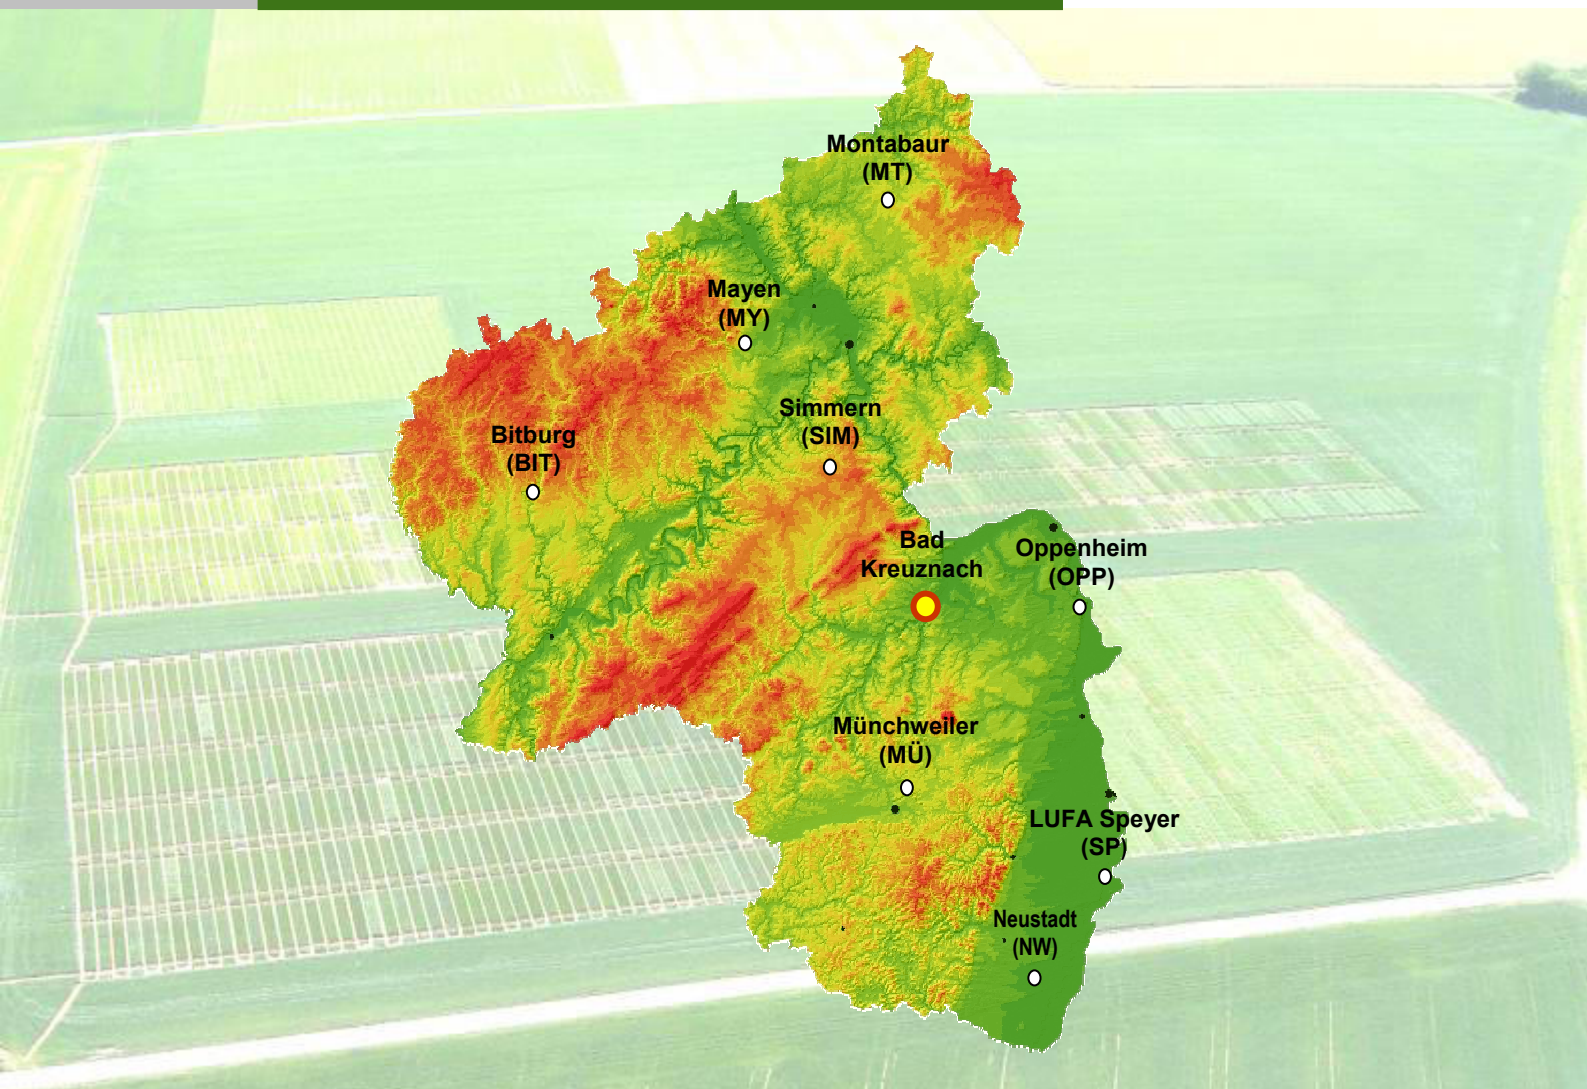 Montabaur
(MT)
Mayen
(MY)
Simmern
(SIM)
Bitburg
(BIT)
Bad
Kreuznach
Oppenheim
(OPP)
Münchweiler
(MÜ)
LUFA Speyer
(SP)
Neustadt
(NW)